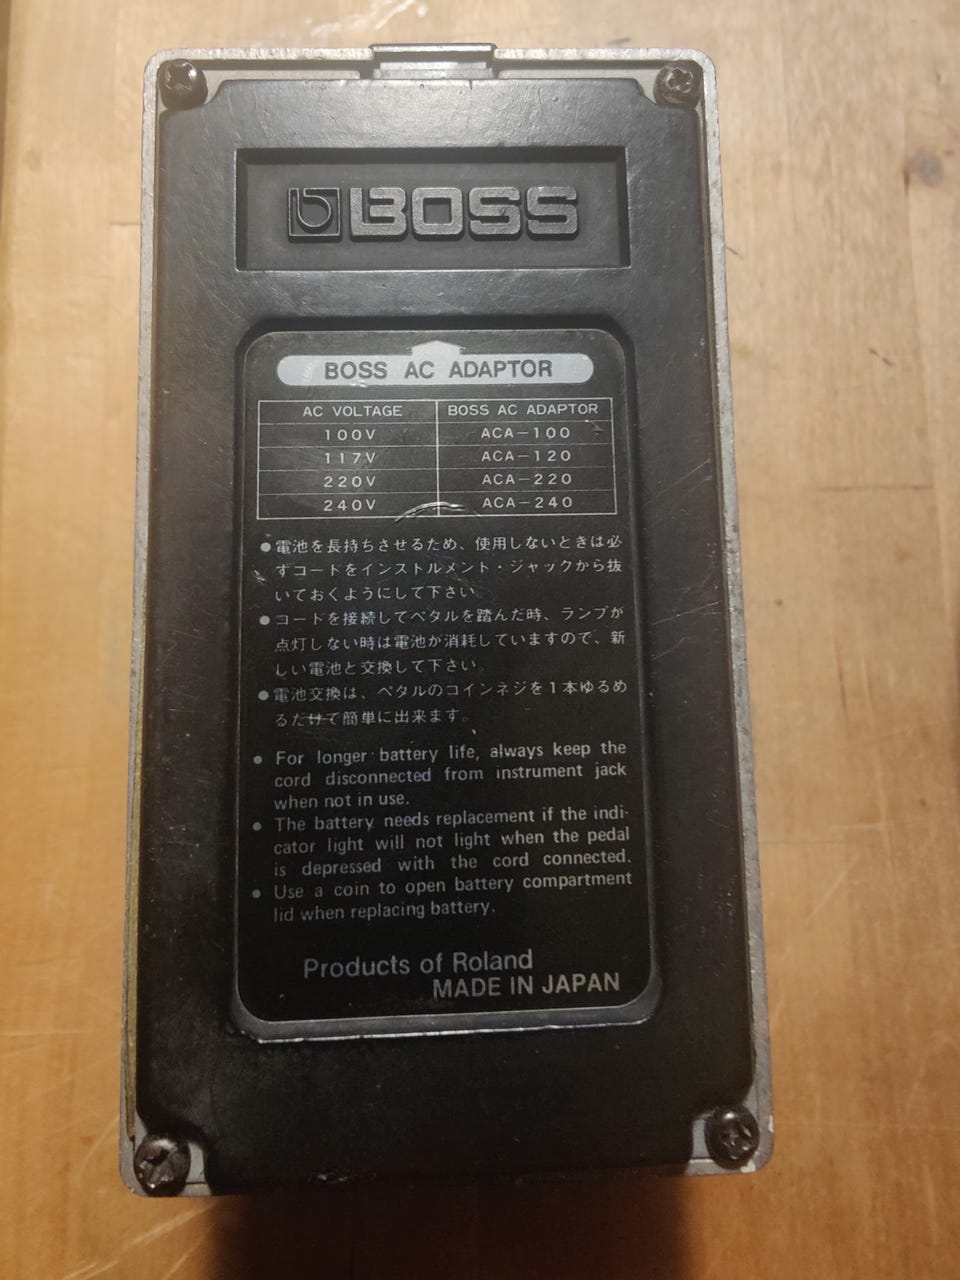 BOSS
BOSS AC ADAPTOR
AC VOLTAGE BOSS AC ADAPTOR
100V ACA-100
117V ACA-120
220V ACA-220
240V ACA-240
●電池を長持ちさせるため、使用しないときは必
ずコードをインストルメント・ジャックから抜
いておくようにして下さい。
●コードを接続してペタルを踏んだ時、ランプが
点灯しない時は電池が消耗していますので、新
しい電池と交換して下さい。
●電池交換は、ペタルのコインネジを1本ゆるめ
るだけで簡単に出来ます。
● For longer battery life, always keep the
cord disconnected from instrument jack
when not in use.
● The battery needs replacement if the indi-
cator light will not light when the pedal
is depressed with the cord connected.
● Use a coin to open battery compartment
lid when replacing battery.
Products of Roland
MADE IN JAPAN